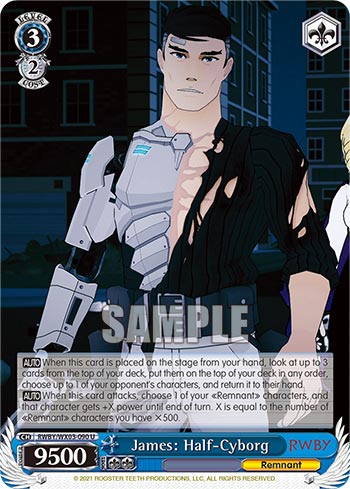 LEVEL
3
2
COST
SAMPLE
AUTO When this card is placed on the stage from your hand, look at up to 3
cards from the top of your deck, put them on the top of your deck in any order,
choose up to 1 of your opponent's characters, and return it to their hand.
AUTO When this card attacks, choose 1 of your «Remnant» characters, and
that character gets +X power until end of turn. X is equal to the number of
«Remnant» characters you have ×500.
CH RWBY/WX03-090 U
POWER
9500
James: Half-Cyborg
RWBY
Remnant
© 2021 ROOSTER TEETH PRODUCTIONS, LLC, ALL RIGHTS RESERVED.